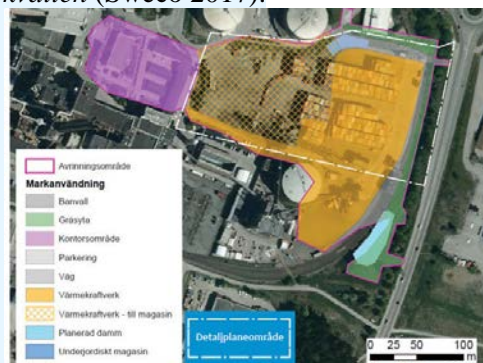 kraften (Sweco 2017).
Avrinningsområde
Markanvändning
Banvall
Gräsyta
Kontorsområde
Parkering
Väg
Värmekraftverk
Värmekraftverk - till magasin
Planerad damm
Underjordiskt magasin
Detaljplaneområde
0 25 50 100
m